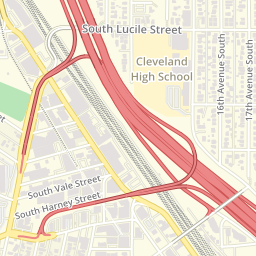 South Lucile Street
Cleveland
High School
16th Avenue South
17th Avenue South
South Vale Street
South Harney Street